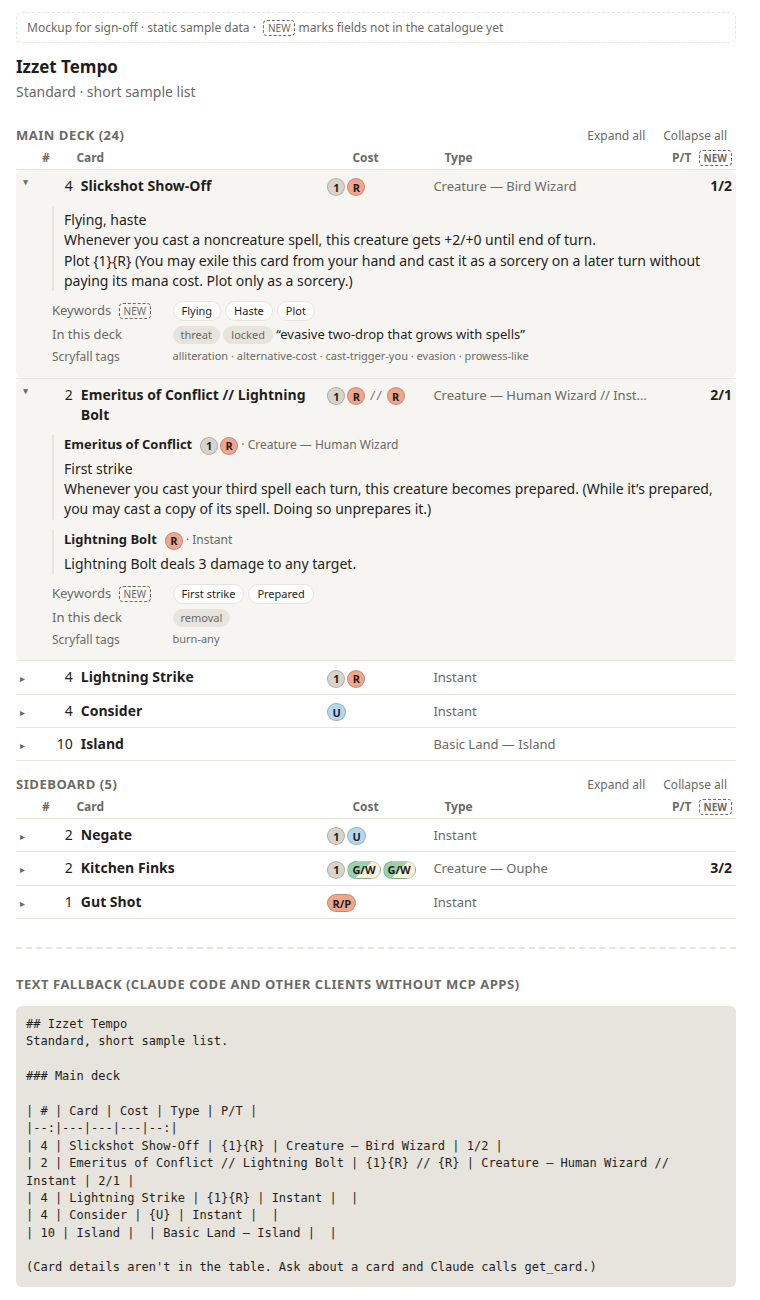 Mockup for sign-off · static sample data · NEW marks fields not in the catalogue yet
Izzet Tempo
Standard · short sample list
MAIN DECK (24) Expand all Collapse all
# Card Cost Type P/T NEW
▾ 4 Slickshot Show-Off 1 R Creature — Bird Wizard 1/2
Flying, haste
Whenever you cast a noncreature spell, this creature gets +2/+0 until end of turn.
Plot {1}{R} (You may exile this card from your hand and cast it as a sorcery on a later turn without
paying its mana cost. Plot only as a sorcery.)
Keywords NEW Flying Haste Plot
In this deck threat locked “evasive two-drop that grows with spells”
Scryfall tags alliteration · alternative-cost · cast-trigger-you · evasion · prowess-like
▾ 2 Emeritus of Conflict // Lightning 1 R // R Creature — Human Wizard // Inst... 2/1
Bolt
Emeritus of Conflict 1 R · Creature — Human Wizard
First strike
Whenever you cast your third spell each turn, this creature becomes prepared. (While it’s prepared,
you may cast a copy of its spell. Doing so unprepares it.)
Lightning Bolt R · Instant
Lightning Bolt deals 3 damage to any target.
Keywords NEW First strike Prepared
In this deck removal
Scryfall tags burn-any
▸ 4 Lightning Strike 1 R Instant
▸ 4 Consider U Instant
▸ 10 Island Basic Land — Island
SIDEBOARD (5) Expand all Collapse all
# Card Cost Type P/T NEW
▸ 2 Negate 1 U Instant
▸ 2 Kitchen Finks 1 G/W G/W Creature — Ouphe 3/2
▸ 1 Gut Shot R/P Instant
TEXT FALLBACK (CLAUDE CODE AND OTHER CLIENTS WITHOUT MCP APPS)
## Izzet Tempo
Standard, short sample list.
### Main deck
| # | Card | Cost | Type | P/T |
|--:|---|---|---|--:|
| 4 | Slickshot Show-Off | {1}{R} | Creature — Bird Wizard | 1/2 |
| 2 | Emeritus of Conflict // Lightning Bolt | {1}{R} // {R} | Creature — Human Wizard //
Instant | 2/1 |
| 4 | Lightning Strike | {1}{R} | Instant |  |
| 4 | Consider | {U} | Instant |  |
| 10 | Island |  | Basic Land — Island |  |
(Card details aren't in the table. Ask about a card and Claude calls get_card.)